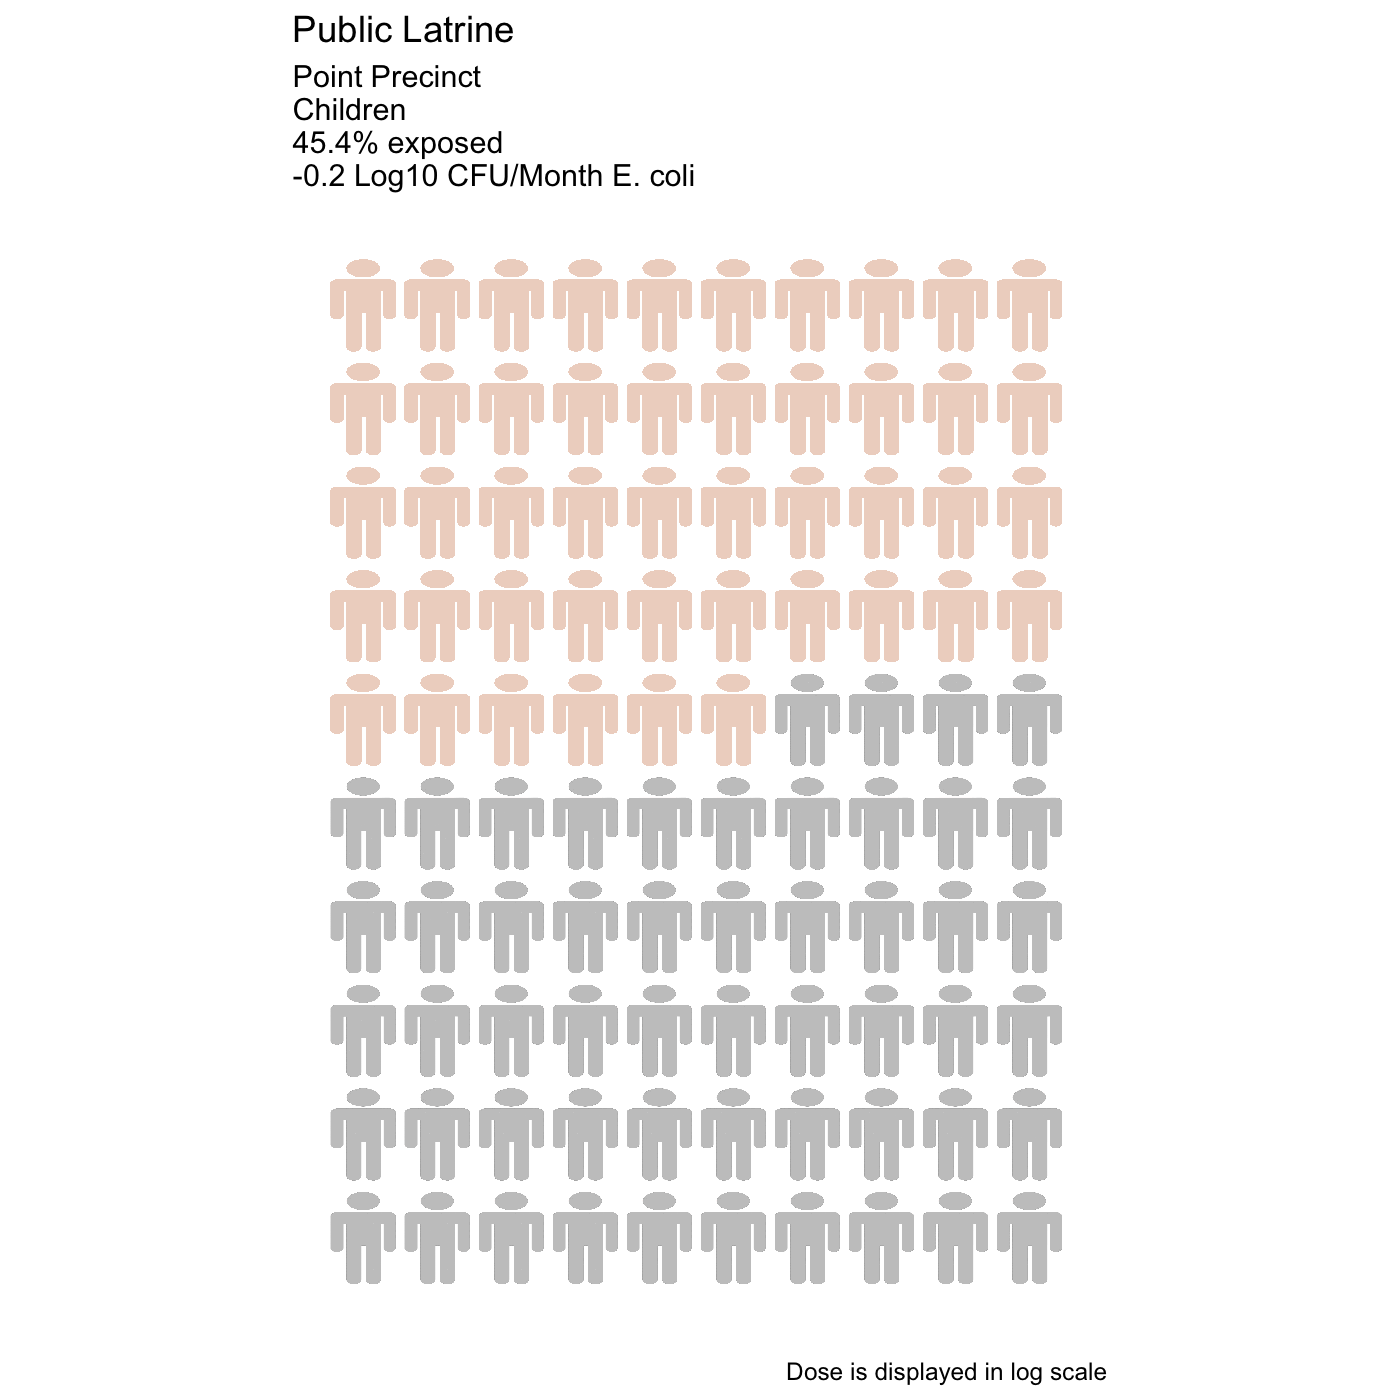 Public Latrine
Point Precinct
Children
45.4% exposed
-0.2 Log10 CFU/Month E. coli
Dose is displayed in log scale